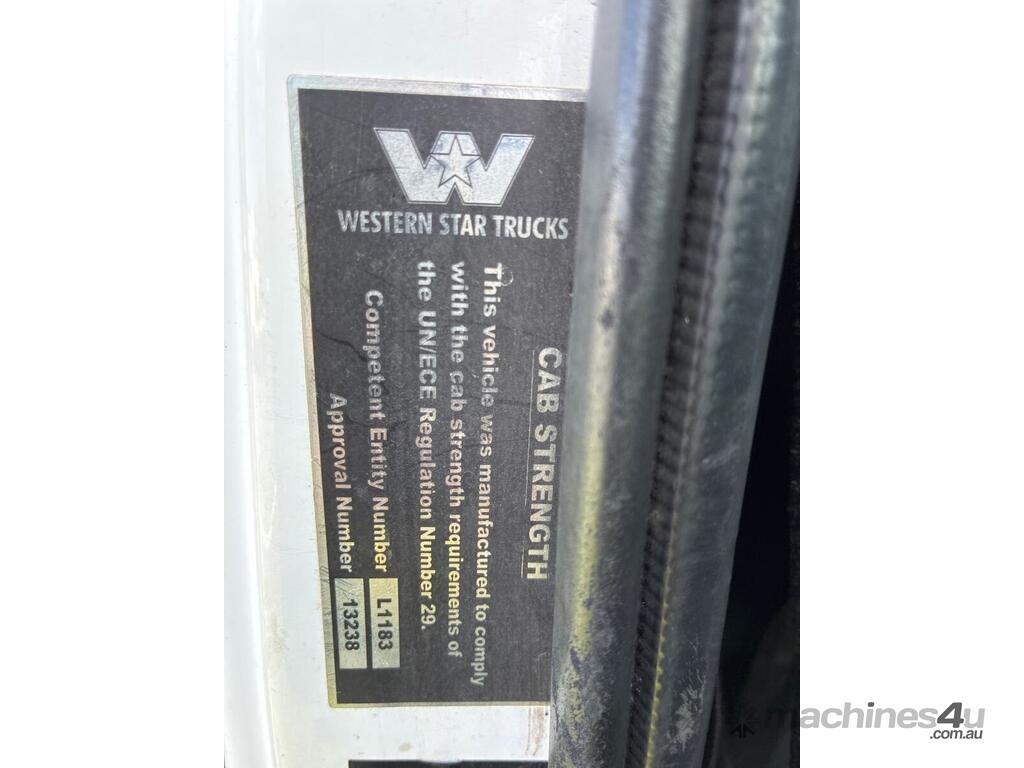 WESTERN STAR TRUCKS
CAB STRENGTH
This vehicle was manufactured to comply
with the cab strength requirements of
the UN/ECE Regulation Number 29.
Competent Entity Number L1183
Approval Number 13238
machines4u
.com.au